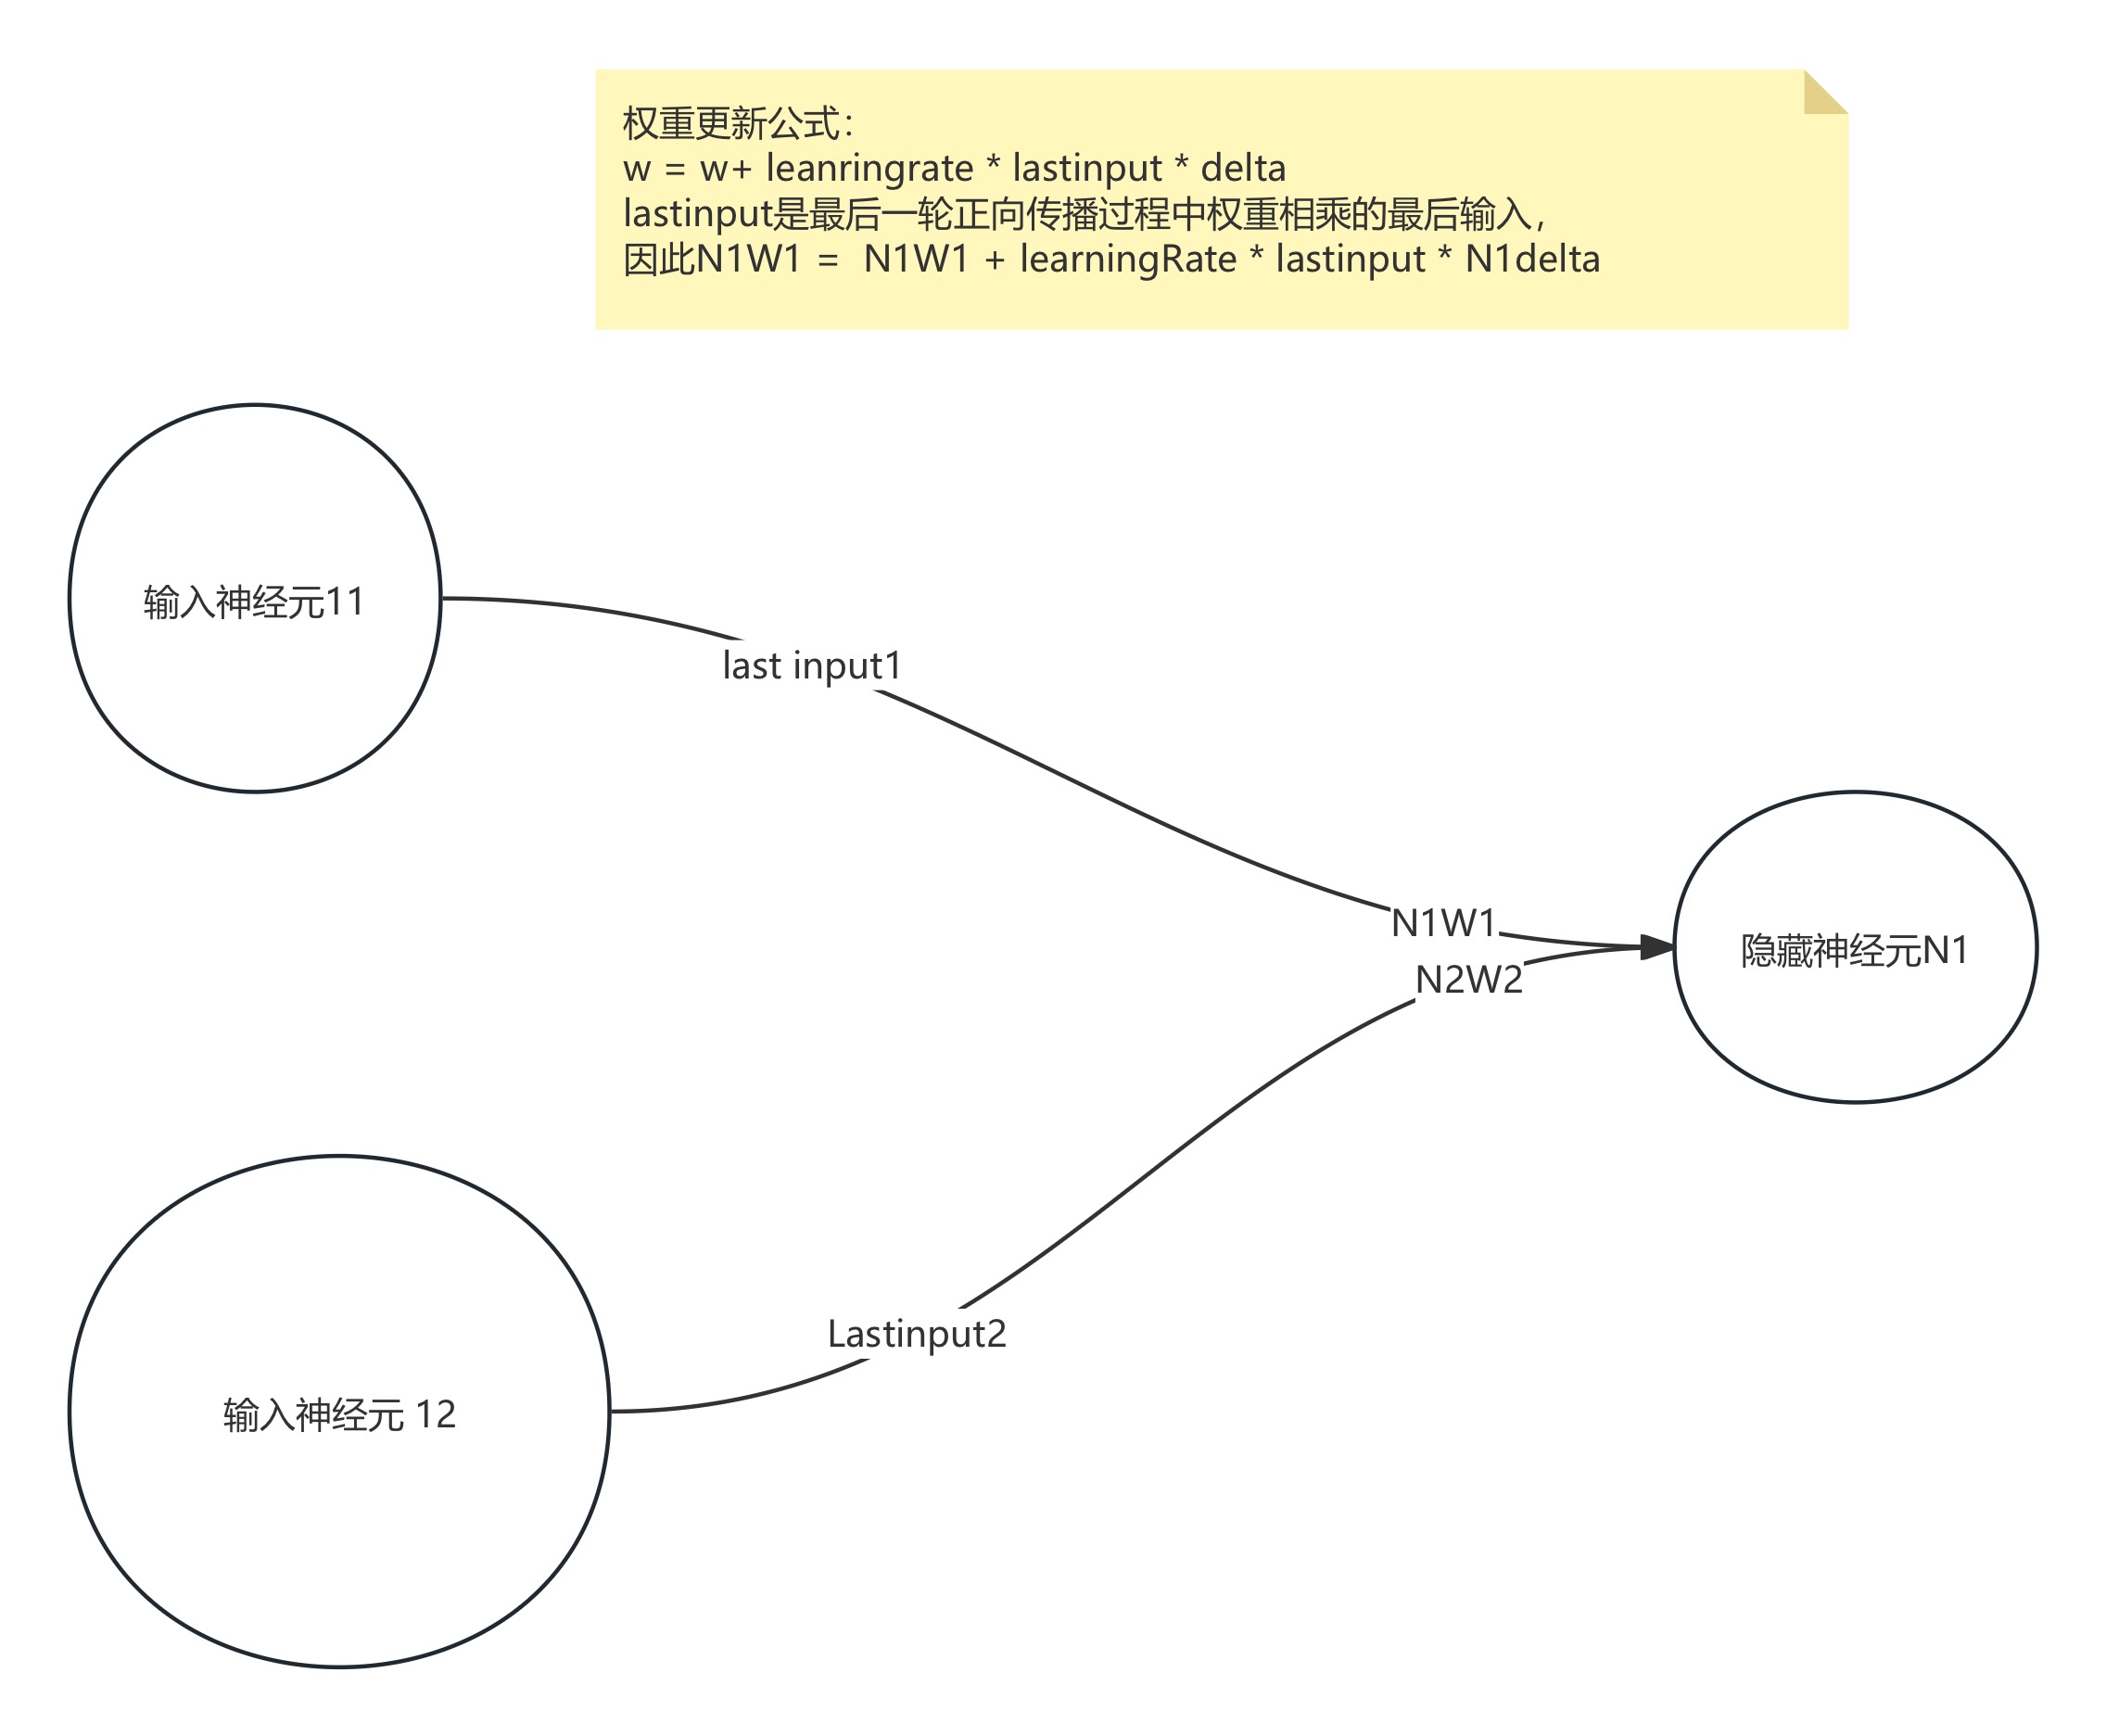 权重更新公式：
w = w+ leanringrate * lastinput * delta
lastinput是最后一轮正向传播过程中权重相乘的最后输入，
因此N1W1 =  N1W1 + learningRate * lastinput * N1delta
输入神经元11
last input1
N1W1
隐藏神经元N1
N2W2
Lastinput2
输入神经元 12